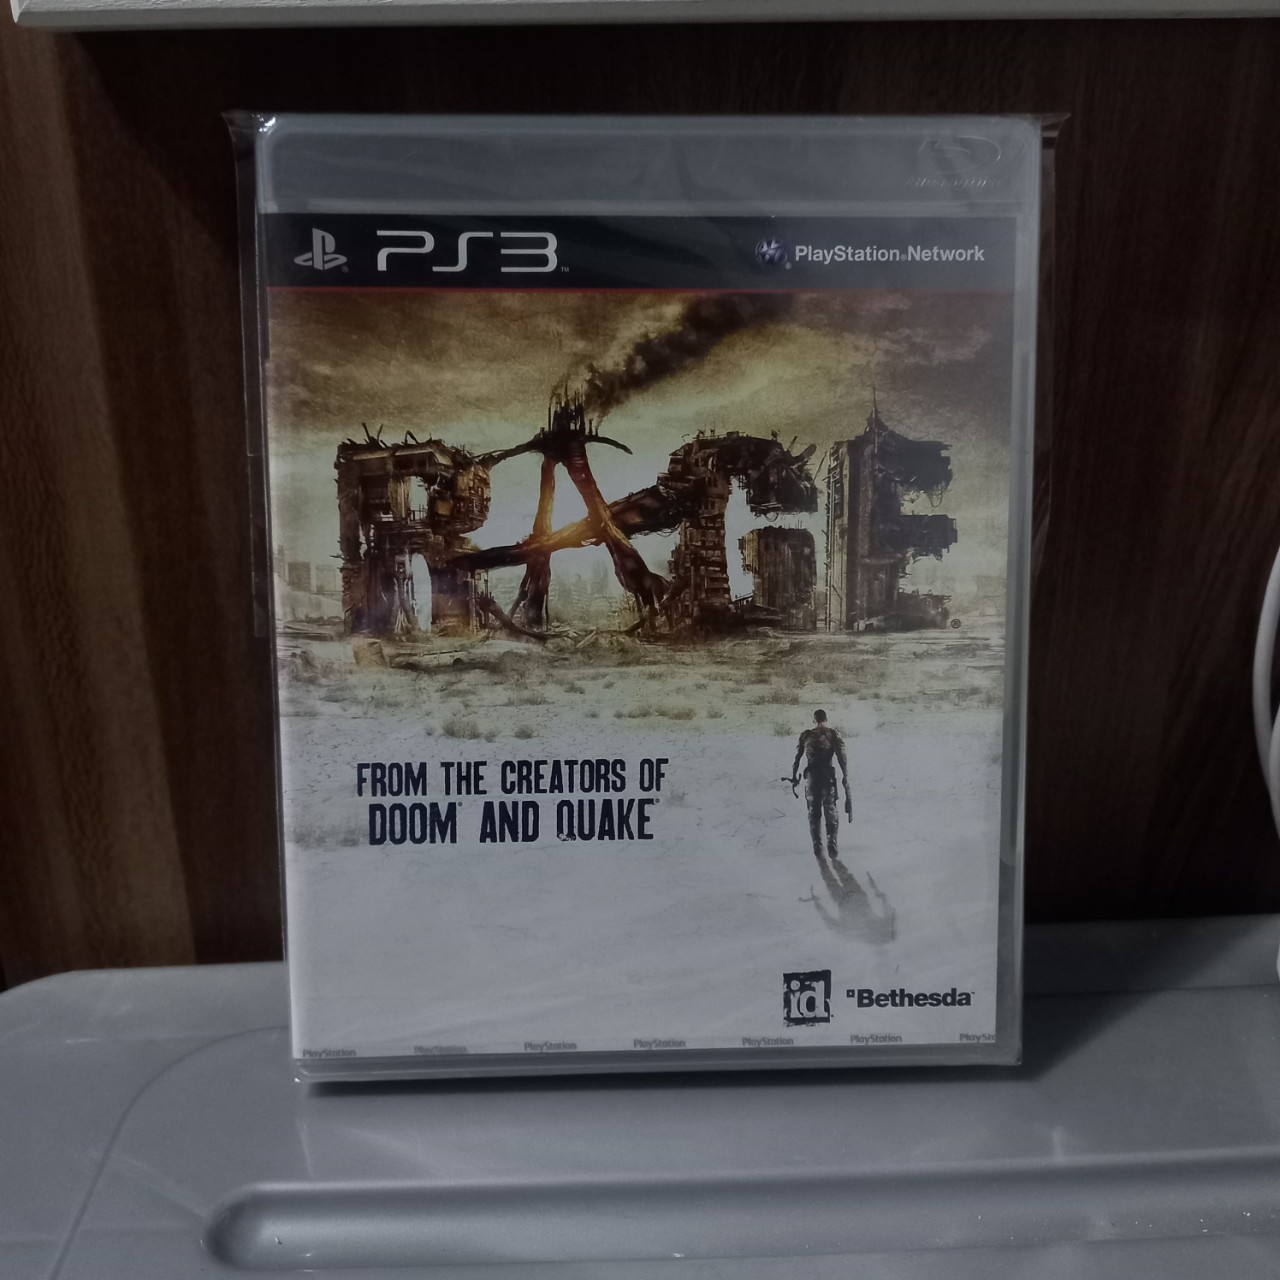 PS3 PlayStation®Network
RAGE®
FROM THE CREATORS OF
DOOM® AND QUAKE®
id Bethesda
PlayStation PlayStation PlayStation PlayStation PlayStation PlayStation PlaySt